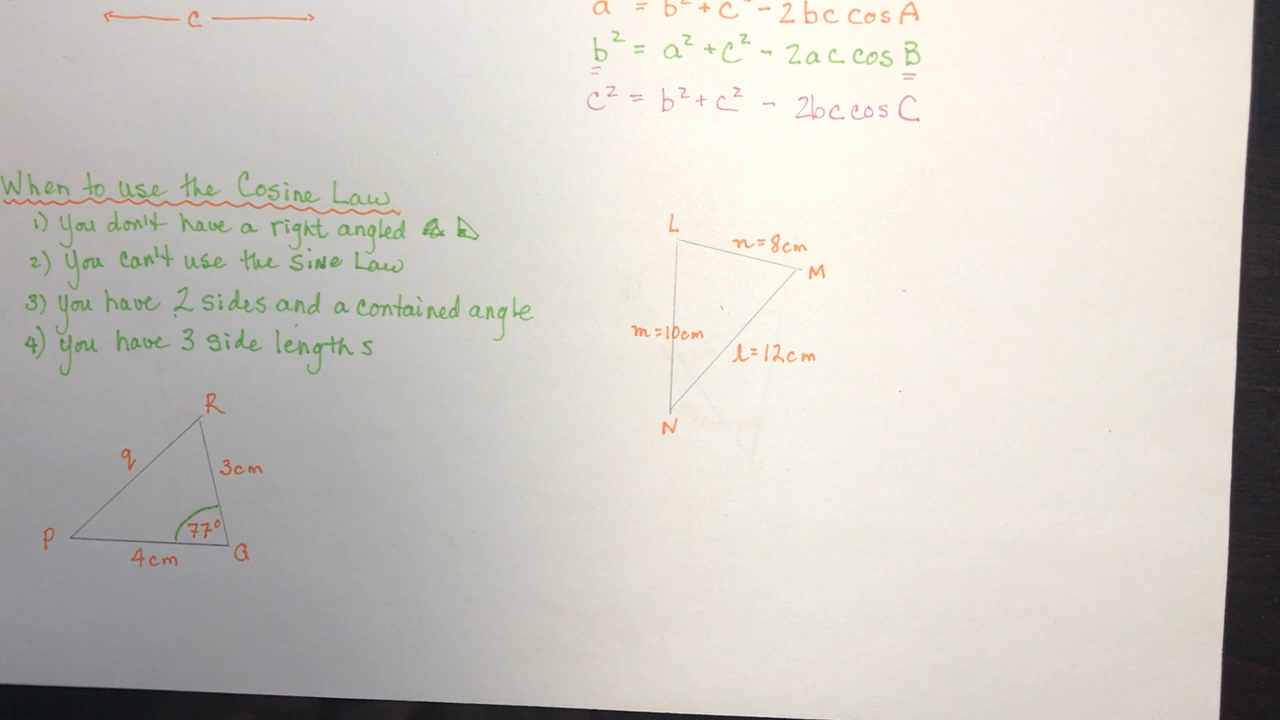 c
a = b² + c² - 2bc cos A
b² = a² + c² - 2ac cos B
c² = b² + c² - 2bc cos C
When to use the Cosine Law
1) you don't have a right angled
2) you can't use the Sine Law
3) you have 2 sides and a contained angle
4) you have 3 side lengths
R
q
3cm
P
77°
4cm
Q
L
n=8cm
M
m=10cm
l=12cm
N